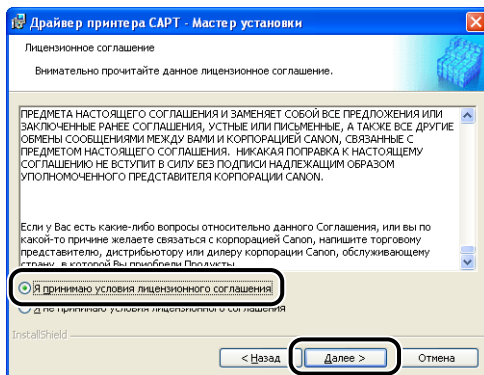 Драйвер принтера CAPT - Мастер установки
Лицензионное соглашение
Внимательно прочитайте данное лицензионное соглашение.
ПРЕДМЕТА НАСТОЯЩЕГО СОГЛАШЕНИЯ И ЗАМЕНЯЕТ СОБОЙ ВСЕ ПРЕДЛОЖЕНИЯ ИЛИ
ЗАКЛЮЧЕННЫЕ РАНЕЕ СОГЛАШЕНИЯ, УСТНЫЕ ИЛИ ПИСЬМЕННЫЕ, А ТАКЖЕ ВСЕ ДРУГИЕ
ОБМЕНЫ СООБЩЕНИЯМИ МЕЖДУ ВАМИ И КОРПОРАЦИЕЙ CANON, СВЯЗАННЫЕ С
ПРЕДМЕТОМ НАСТОЯЩЕГО СОГЛАШЕНИЯ. НИКАКАЯ ПОПРАВКА К НАСТОЯЩЕМУ
СОГЛАШЕНИЮ НЕ ВСТУПИТ В СИЛУ БЕЗ ПОДПИСИ НАДЛЕЖАЩИМ ОБРАЗОМ
УПОЛНОМОЧЕННОГО ПРЕДСТАВИТЕЛЯ КОРПОРАЦИИ CANON.
Если у Вас есть какие-либо вопросы относительно данного Соглашения, или вы по
какой-то причине желаете связаться с корпорацией Canon, напишите торговому
представителю, дистрибьютору или дилеру корпорации Canon, обслуживающему
страну, в которой Вы приобрели Продукты.
Я принимаю условия лицензионного соглашения
Я не принимаю условия лицензионного соглашения
InstallShield
< Назад
Далее >
Отмена